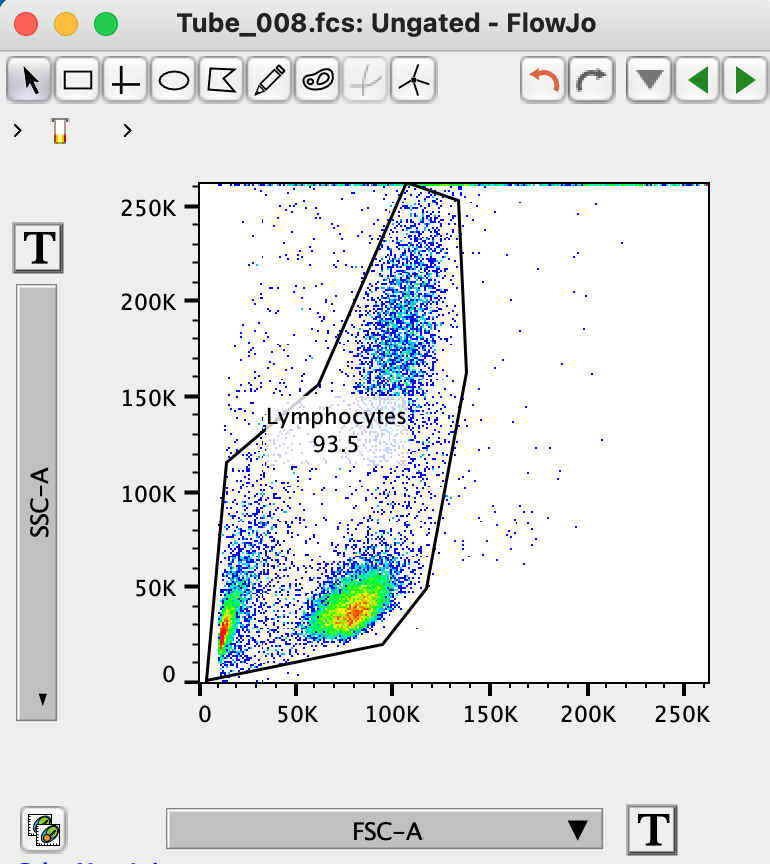 Tube_008.fcs: Ungated - FlowJo
T
SSC-A
250K
200K
150K
100K
50K
0
Lymphocytes
93.5
0 50K 100K 150K 200K 250K
FSC-A
T